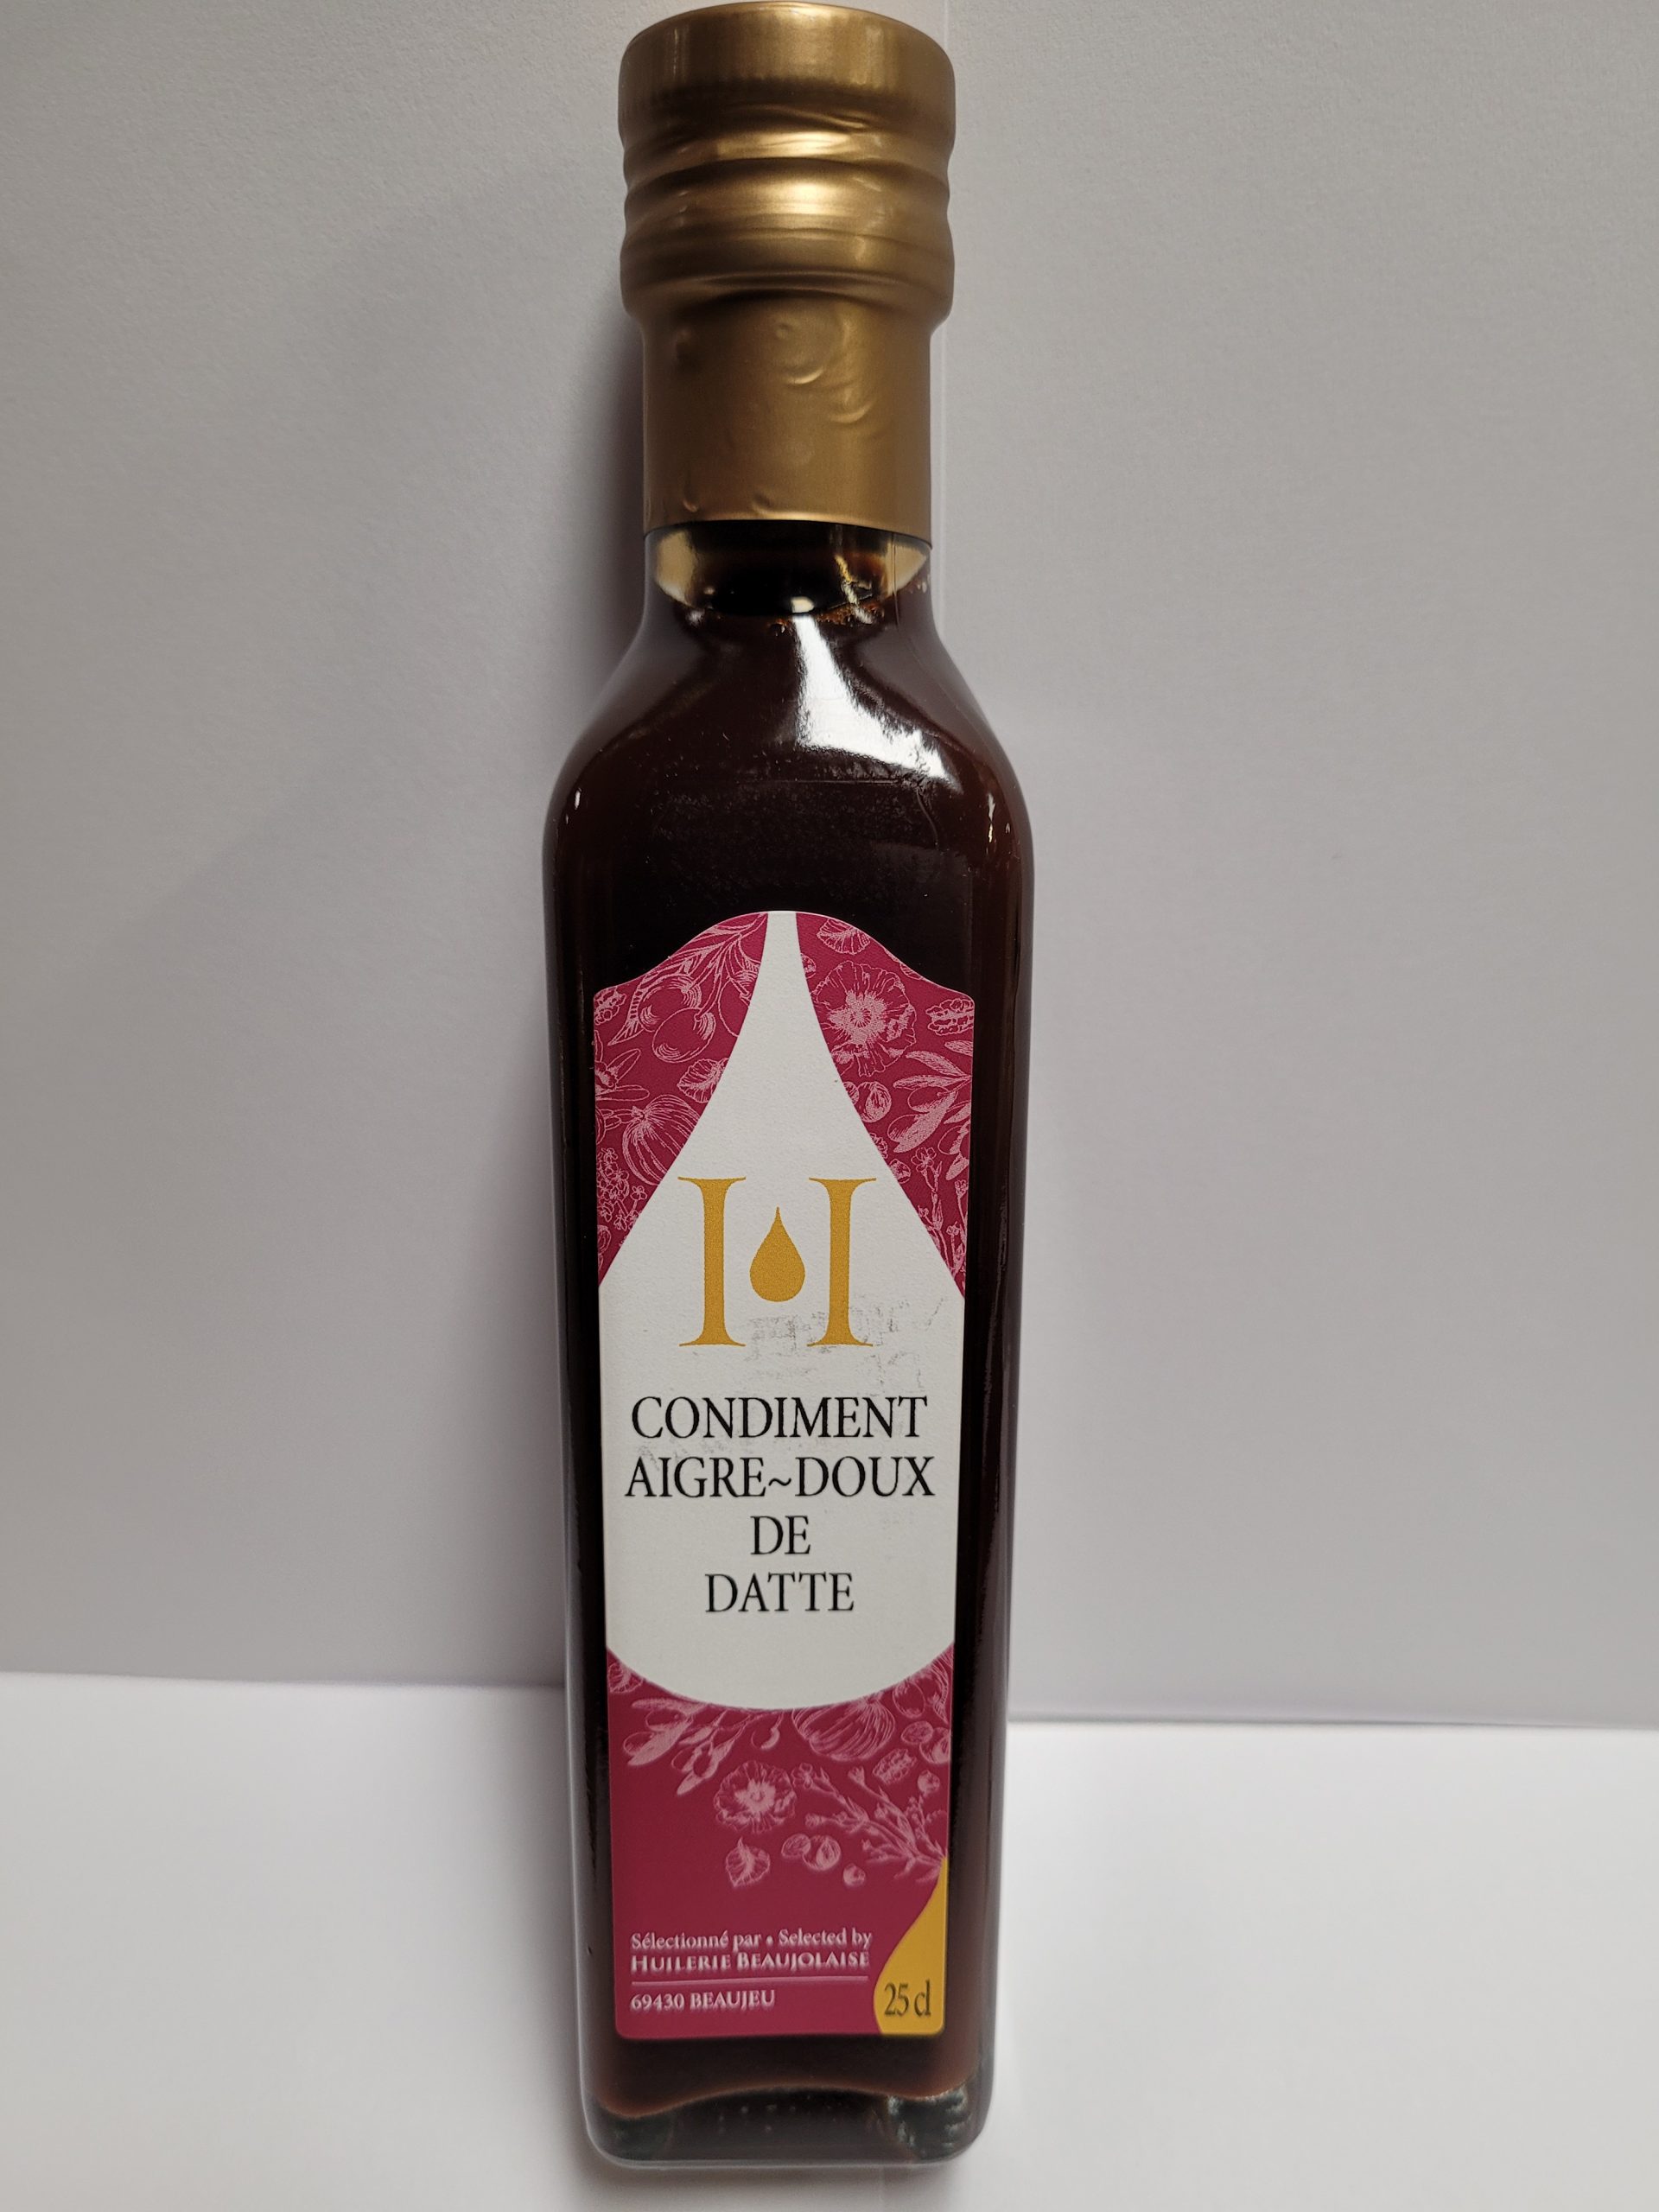 H
CONDIMENT
AIGRE~DOUX
DE
DATTE
Sélectionné par • Selected by
HUILERIE BEAUJOLAISE
69430 BEAUJEU
25 cl